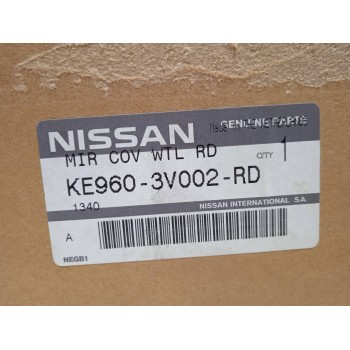 NISSAN GENUINE PARTS
MIR COV WTL RD QTY 1
KE960-3V002-RD
1340
A NISSAN INTERNATIONAL S.A.
NEGB1